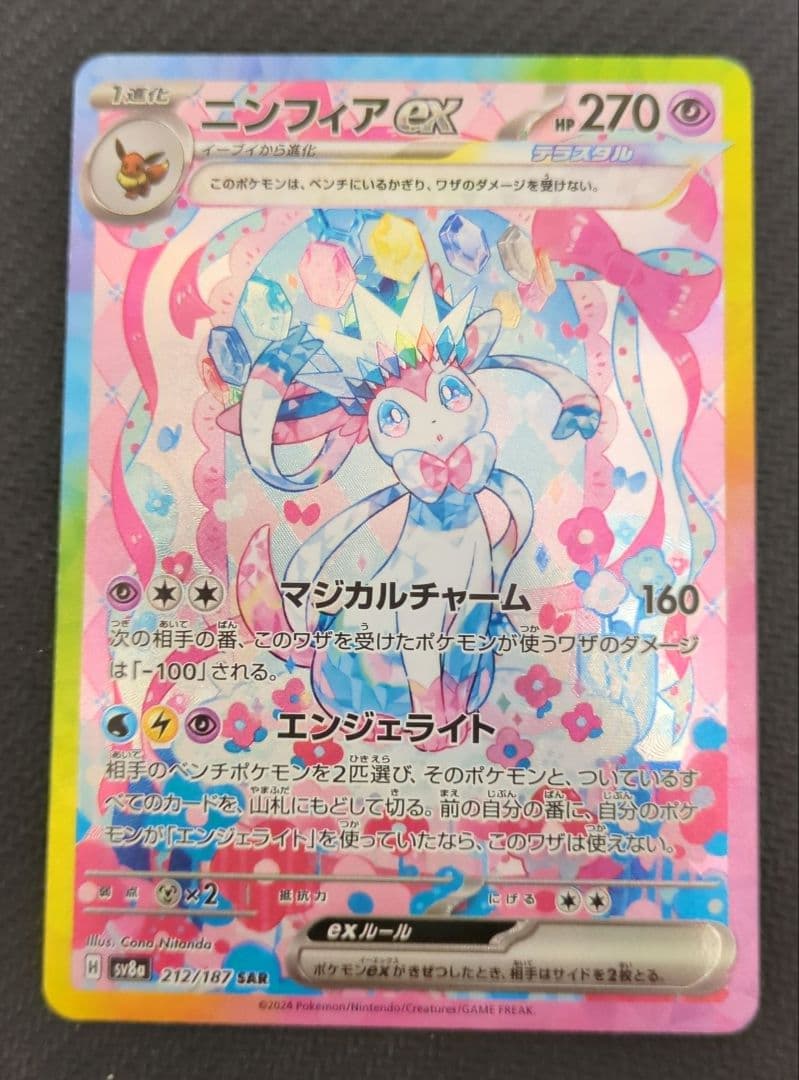 1進化
ニンフィアex
HP 270
イーブイから進化
テラスタル
このポケモンは、ベンチにいるかぎり、ワザのダメージを受けない。
マジカルチャーム 160
次の相手の番、このワザを受けたポケモンが使うワザのダメージ
は「-100」される。
エンジェライト
相手のベンチポケモンを2匹選び、そのポケモンと、ついているす
べてのカードを、山札にもどして切る。前の自分の番に、自分のポケ
モンが「エンジェライト」を使っていたなら、このワザは使えない。
弱点 ×2 抵抗力 にげる
exルール
ポケモンexがきぜつしたとき、相手はサイドを2枚とる。
Illus. Cona Nitanda
H sv8a 212/187 SAR
©2024 Pokémon/Nintendo/Creatures/GAME FREAK.